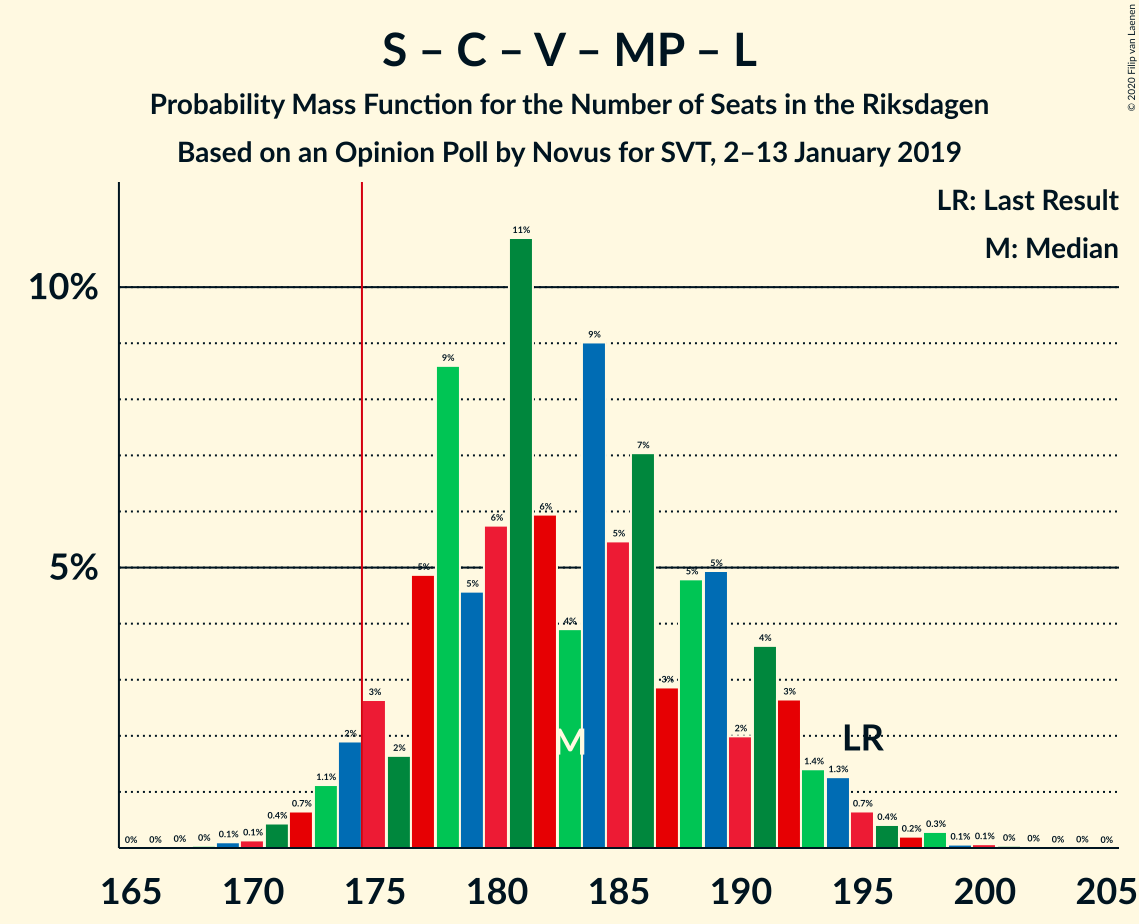 © 2020 Filip van Laenen
S – C – V – MP – L
Probability Mass Function for the Number of Seats in the Riksdagen
Based on an Opinion Poll by Novus for SVT, 2–13 January 2019
LR: Last Result
M: Median
10%
5%
0% 0% 0% 0% 0.1% 0.1% 0.4% 0.7% 1.1% 2% 3% 2% 5% 9% 5% 6% 11% 6% 4% 9% 5% 7% 3% 5% 5% 2% 4% 3% 1.4% 1.3% 0.7% 0.4% 0.2% 0.3% 0.1% 0.1% 0% 0% 0% 0% 0%
M LR
165 170 175 180 185 190 195 200 205